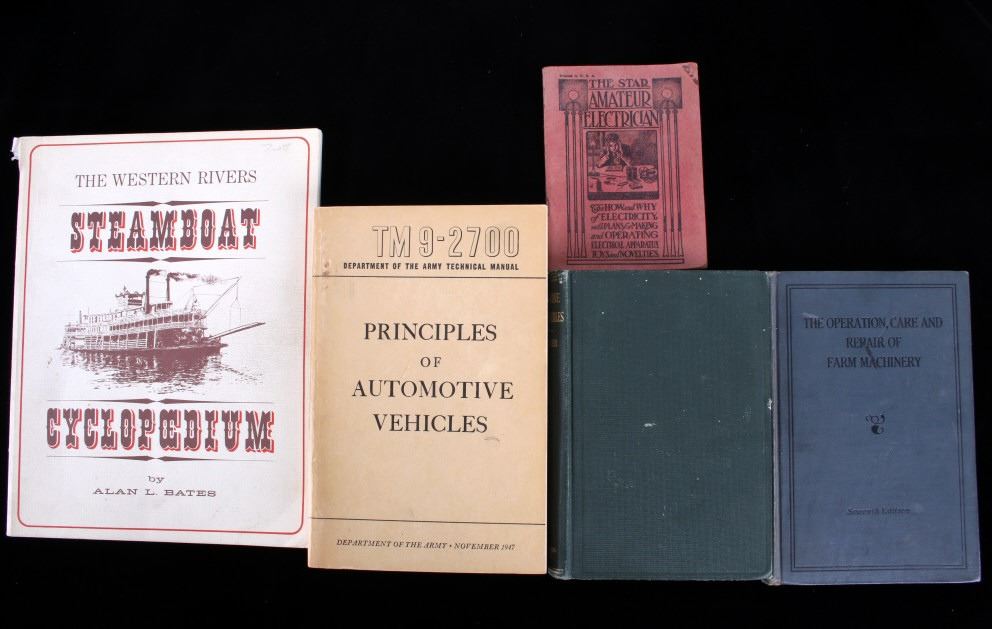 THE WESTERN RIVERS
STEAMBOAT
CYCLOPŒDIUM
by
ALAN L. BATES
TM 9-2700
DEPARTMENT OF THE ARMY TECHNICAL MANUAL
PRINCIPLES
OF
AUTOMOTIVE
VEHICLES
DEPARTMENT OF THE ARMY • NOVEMBER 1947
THE STAR
AMATEUR
ELECTRICIAN
The HOW and WHY
of ELECTRICITY
with PLANS for MAKING
and OPERATING
ELECTRICAL APPARATUS
TOYS and NOVELTIES.
THE OPERATION, CARE AND
REPAIR OF
FARM MACHINERY
Seventh Edition